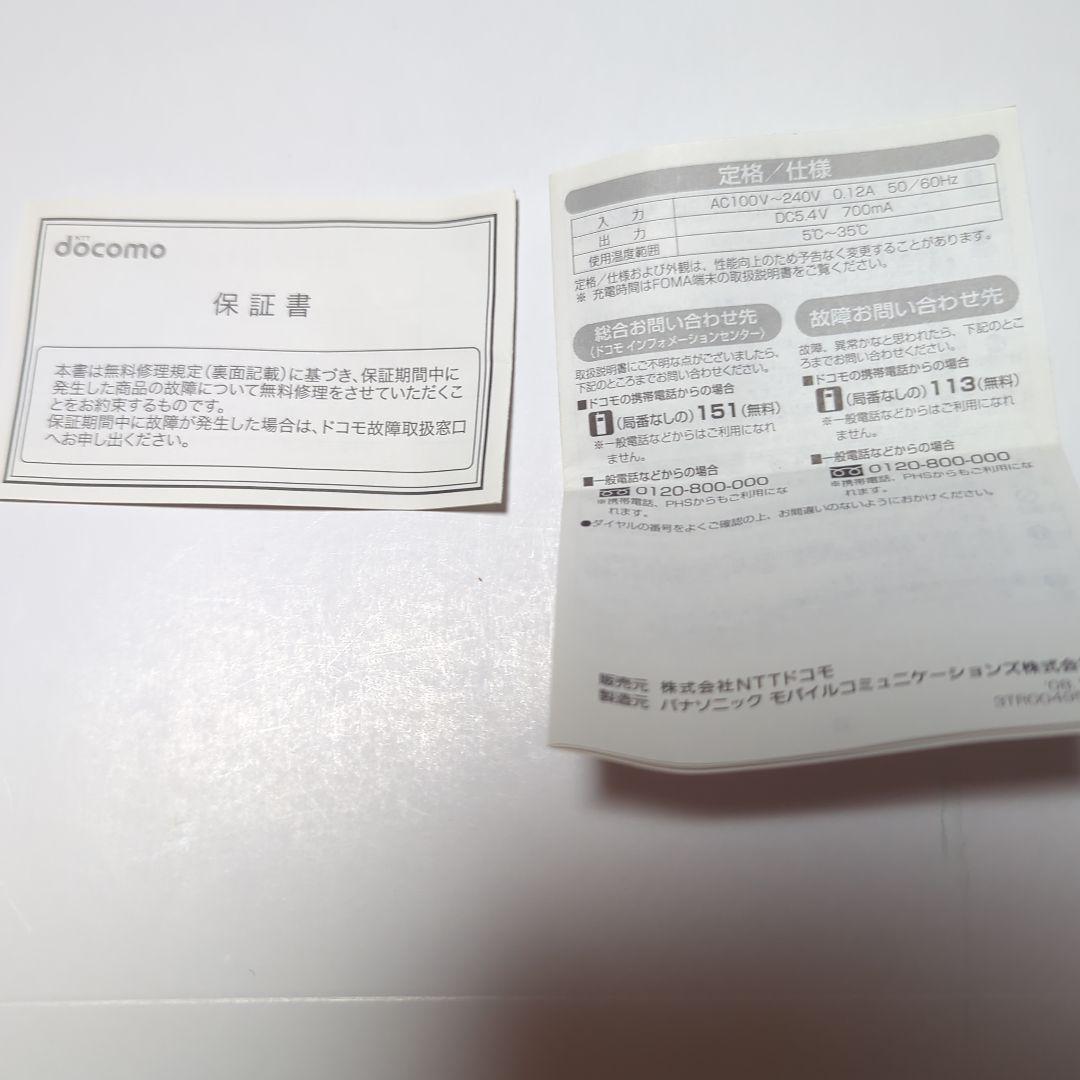 NTT
docomo
保証書
本書は無料修理規定(裏面記載)に基づき、保証期間中に
発生した商品の故障について無料修理をさせていただくこ
とをお約束するものです。
保証期間中に故障が発生した場合は、ドコモ故障取扱窓口
へお申し出ください。
定格／仕様
入力 AC100V〜240V 0.12A 50／60Hz
出力 DC5.4V 700mA
使用温度範囲 5℃〜35℃
定格／仕様および外観は、性能向上のため予告なく変更することがあります。
※ 充電時間はFOMA端末の取扱説明書をご覧ください。
総合お問い合わせ先
(ドコモ インフォメーションセンター)
取扱説明書にご不明な点がございましたら、
下記のところまでお問い合わせください。
■ドコモの携帯電話からの場合
(局番なしの)151(無料)
※一般電話などからはご利用になれ
ません。
■一般電話などからの場合
0120-800-000
※携帯電話、PHSからもご利用にな
れます。
故障お問い合わせ先
故障、異常かなと思われたら、下記のとこ
ろまでお問い合わせください。
■ドコモの携帯電話からの場合
(局番なしの)113(無料)
※一般電話などからはご利用になれ
ません。
■一般電話などからの場合
0120-800-000
※携帯電話、PHSからもご利用にな
れます。
●ダイヤルの番号をよくご確認の上、お間違いのないようにおかけください。
販売元 株式会社NTTドコモ
製造元 パナソニック モバイルコミュニケーションズ株式会
'08.